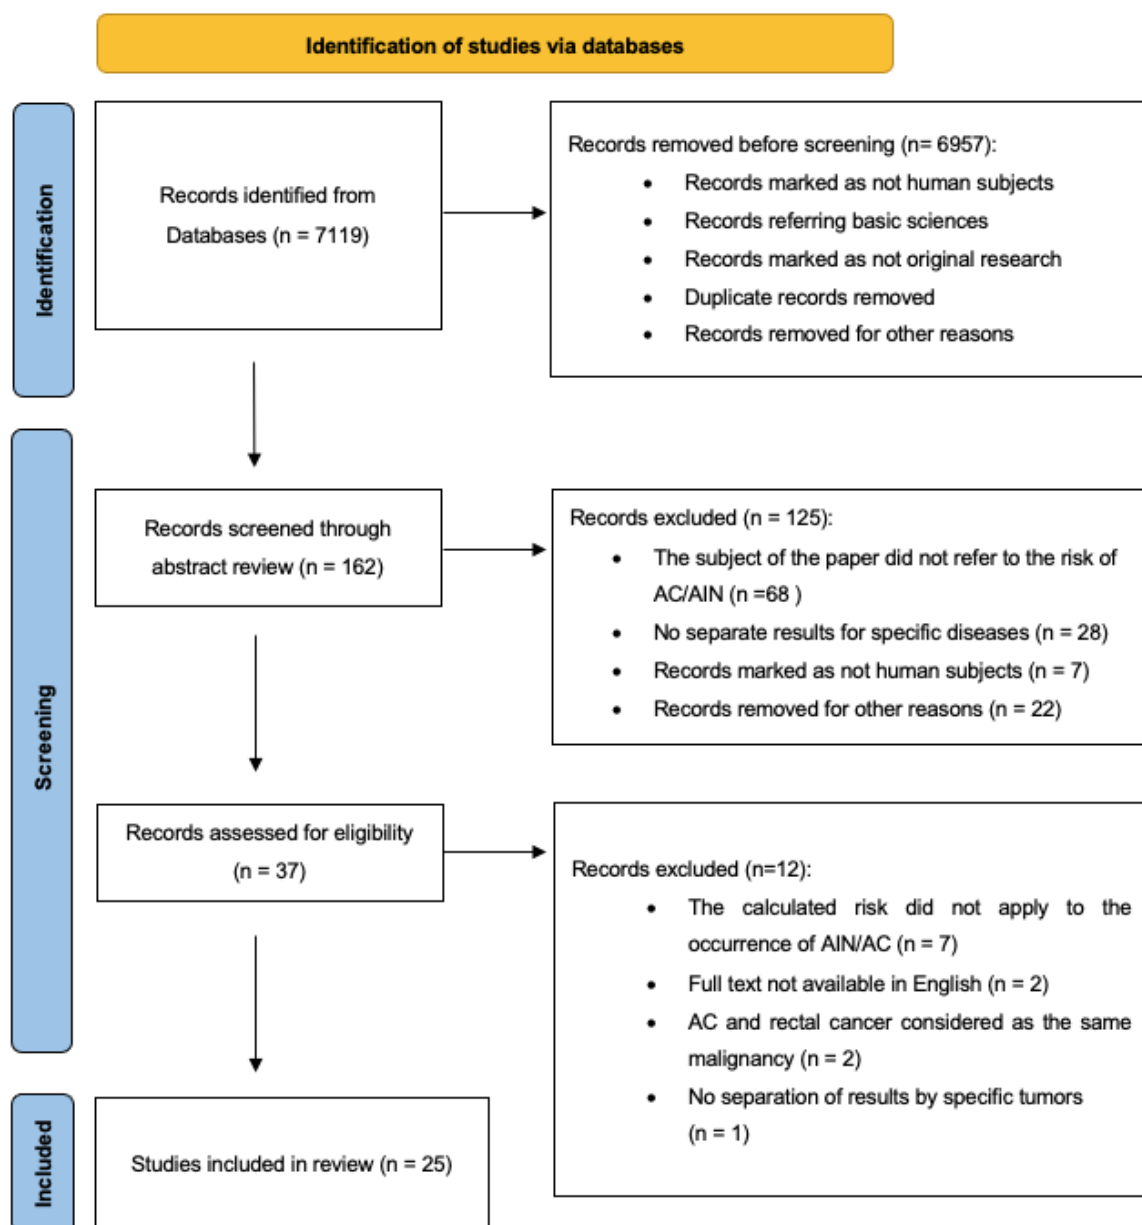 Identification of studies via databases
Identification
Records identified from
Databases (n = 7119)
Records removed before screening (n= 6957):
• Records marked as not human subjects
• Records referring basic sciences
• Records marked as not original research
• Duplicate records removed
• Records removed for other reasons
Screening
Records screened through
abstract review (n = 162)
Records excluded (n = 125):
• The subject of the paper did not refer to the risk of
AC/AIN (n =68 )
• No separate results for specific diseases (n = 28)
• Records marked as not human subjects (n = 7)
• Records removed for other reasons (n = 22)
Records assessed for eligibility
(n = 37)
Records excluded (n=12):
• The calculated risk did not apply to the
occurrence of AIN/AC (n = 7)
• Full text not available in English (n = 2)
• AC and rectal cancer considered as the same
malignancy (n = 2)
• No separation of results by specific tumors
(n = 1)
Included
Studies included in review (n = 25)